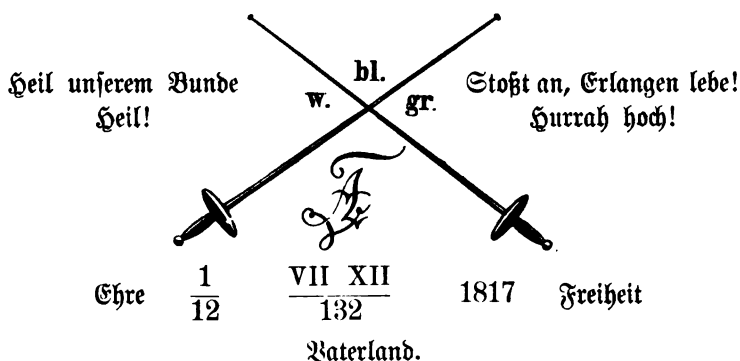 bl.
Heil unserem Bunde w. gr. Stoßt an, Erlangen lebe!
Heil! Hurrah hoch!
Ehre 1/12 VII XII/132 1817 Freiheit
Vaterland.